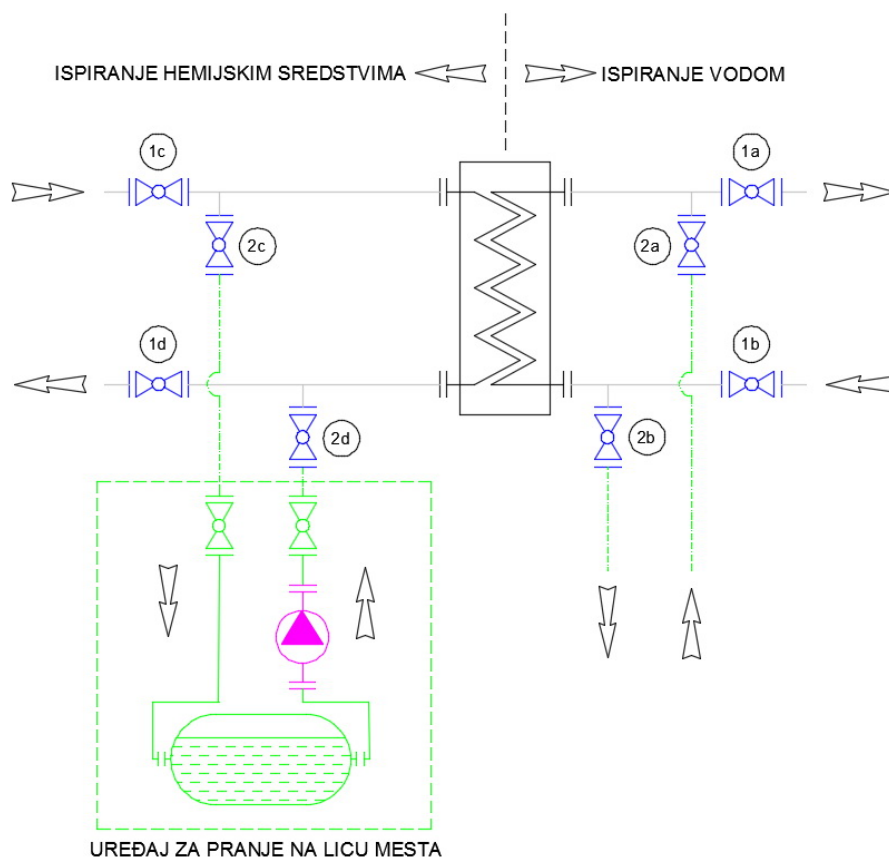 ISPIRANJE HEMIJSKIM SREDSTVIMA
ISPIRANJE VODOM
1c
1a
2c
2a
1d
1b
2d
2b
UREĐAJ ZA PRANJE NA LICU MESTA